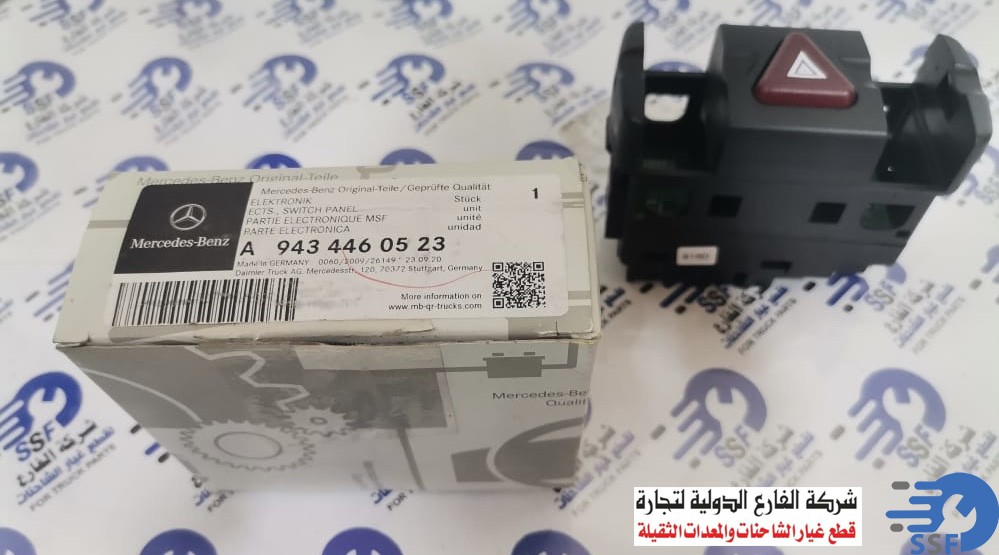 Mercedes-Benz Original-Teile
Mercedes-Benz Original-Teile/Geprüfte Qualität
ELEKTRONIK Stück 1
ECTS., SWITCH PANEL unit
PARTIE ELECTRONIQUE MSF unité
PARTE ELECTRONICA unidad
Mercedes-Benz
A 943 446 05 23
Made in GERMANY 0060/2009/26149 * 23.09.20
Daimler Truck AG, Mercedesstr. 120, 70372 Stuttgart, Germany
More information on
www.mb-qr-trucks.com
Mercedes-Be
Qualit
SSF
شركة الفارع
قطع غيار الشاحنات
FOR TRUCK PARTS
شركة الفارع الدولية لتجارة
قطع غيار الشاحنات والمعدات الثقيلة
SSF